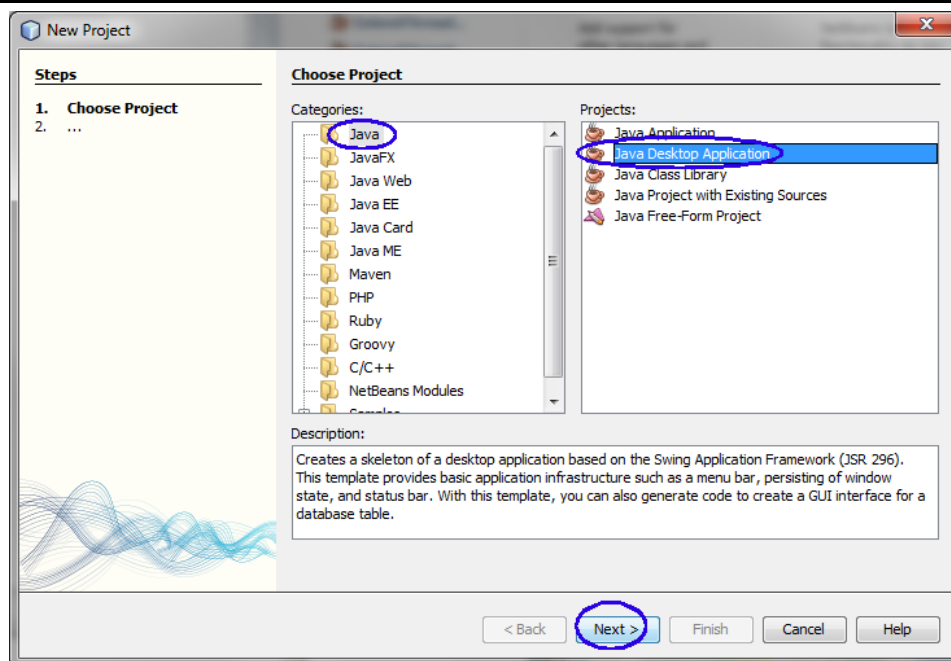 New Project
Steps
1. Choose Project
2. ...
Choose Project
Categories:
Java
JavaFX
Java Web
Java EE
Java Card
Java ME
Maven
PHP
Ruby
Groovy
C/C++
NetBeans Modules
Projects:
Java Application
Java Desktop Application
Java Class Library
Java Project with Existing Sources
Java Free-Form Project
Description:
Creates a skeleton of a desktop application based on the Swing Application Framework (JSR 296).
This template provides basic application infrastructure such as a menu bar, persisting of window
state, and status bar. With this template, you can also generate code to create a GUI interface for a
database table.
< Back
Next >
Finish
Cancel
Help